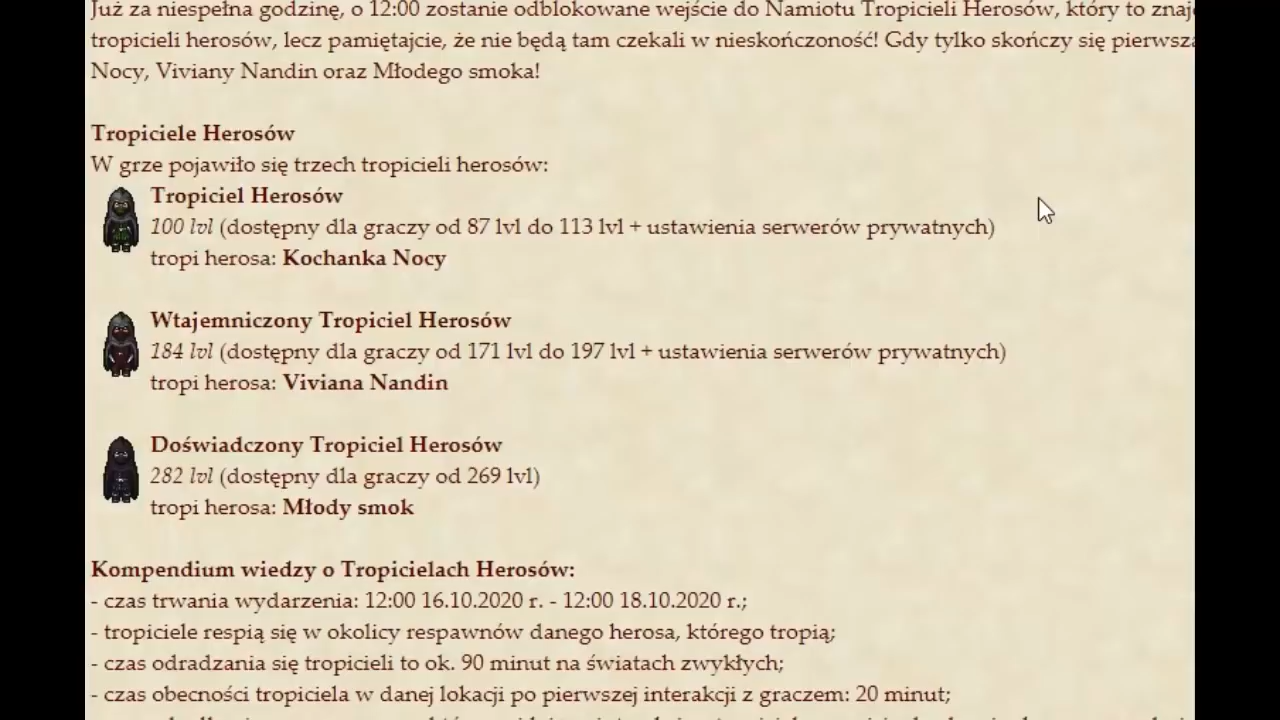 Już za niespełna godzinę, o 12:00 zostanie odblokowane wejście do Namiotu Tropicieli Herosów, który to
tropicieli herosów, lecz pamiętajcie, że nie będą tam czekali w nieskończoność! Gdy tylko skończy się
Nocy, Viviany Nandin oraz Młodego smoka!
Tropiciele Herosów
W grze pojawiło się trzech tropicieli herosów:
Tropiciel Herosów
100 lvl (dostępny dla graczy od 87 lvl do 113 lvl + ustawienia serwerów prywatnych)
tropi herosa: Kochanka Nocy
Wtajemniczony Tropiciel Herosów
184 lvl (dostępny dla graczy od 171 lvl do 197 lvl + ustawienia serwerów prywatnych)
tropi herosa: Viviana Nandin
Doświadczony Tropiciel Herosów
282 lvl (dostępny dla graczy od 269 lvl)
tropi herosa: Młody smok
Kompendium wiedzy o Tropicielach Herosów:
- czas trwania wydarzenia: 12:00 16.10.2020 r. - 12:00 18.10.2020 r.;
- tropiciele respią się w okolicy respawnów danego herosa, którego tropią;
- czas odradzania się tropicieli to ok. 90 minut na światach zwykłych;
- czas obecności tropiciela w danej lokacji po pierwszej interakcji z graczem: 20 minut;